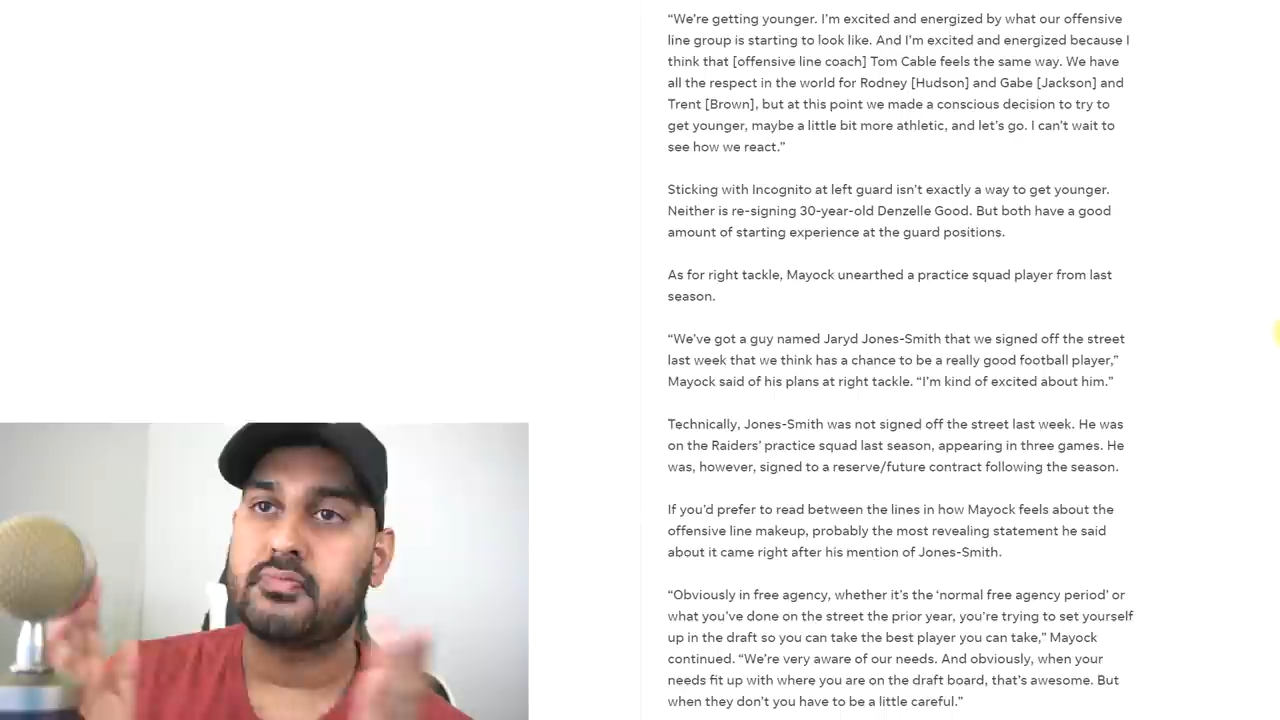 “We’re getting younger. I’m excited and energized by what our offensive
line group is starting to look like. And I’m excited and energized because I
think that [offensive line coach] Tom Cable feels the same way. We have
all the respect in the world for Rodney [Hudson] and Gabe [Jackson] and
Trent [Brown], but at this point we made a conscious decision to try to
get younger, maybe a little bit more athletic, and let’s go. I can’t wait to
see how we react.”
Sticking with Incognito at left guard isn’t exactly a way to get younger.
Neither is re-signing 30-year-old Denzelle Good. But both have a good
amount of starting experience at the guard positions.
As for right tackle, Mayock unearthed a practice squad player from last
season.
“We’ve got a guy named Jaryd Jones-Smith that we signed off the street
last week that we think has a chance to be a really good football player,”
Mayock said of his plans at right tackle. “I’m kind of excited about him.”
Technically, Jones-Smith was not signed off the street last week. He was
on the Raiders’ practice squad last season, appearing in three games. He
was, however, signed to a reserve/future contract following the season.
If you’d prefer to read between the lines in how Mayock feels about the
offensive line makeup, probably the most revealing statement he said
about it came right after his mention of Jones-Smith.
“Obviously in free agency, whether it’s the ‘normal free agency period’ or
what you’ve done on the street the prior year, you’re trying to set yourself
up in the draft so you can take the best player you can take,” Mayock
continued. “We’re very aware of our needs. And obviously, when your
needs fit up with where you are on the draft board, that’s awesome. But
when they don’t you have to be a little careful.”